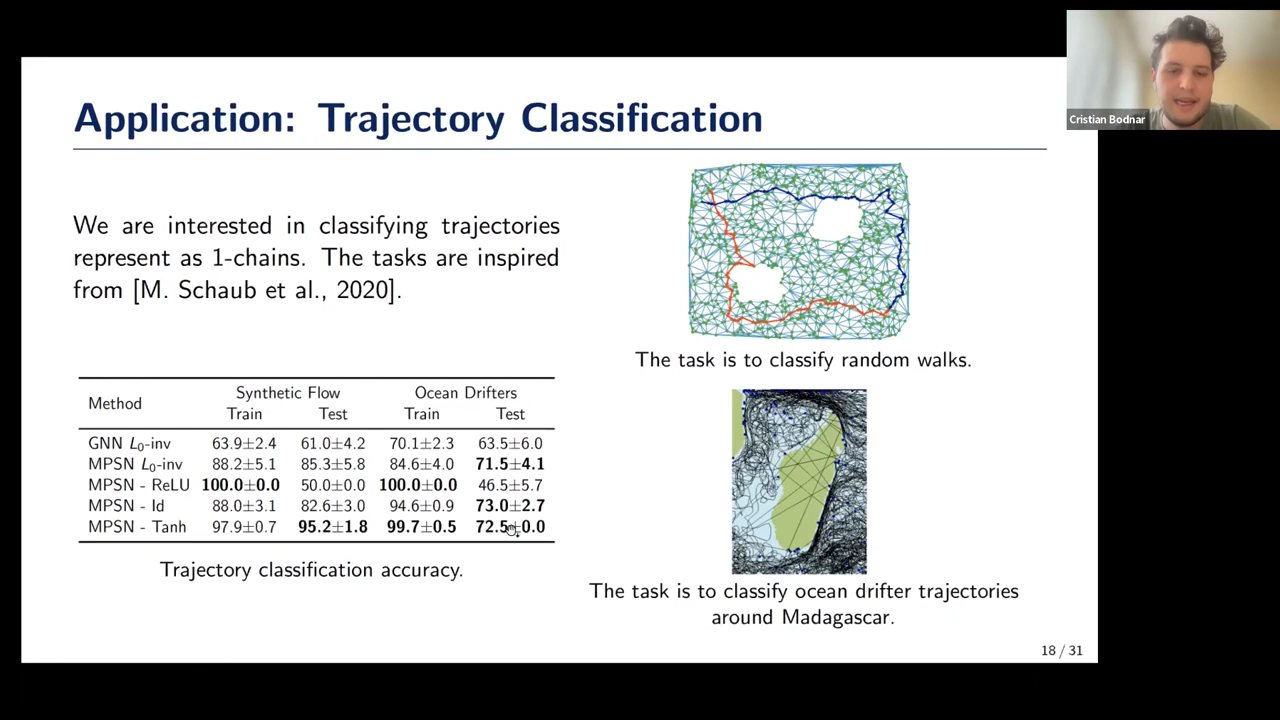 Application: Trajectory Classification
Cristian Bodnar
We are interested in classifying trajectories
represent as 1-chains. The tasks are inspired
from [M. Schaub et al., 2020].
The task is to classify random walks.
Method Synthetic Flow Ocean Drifters
Train Test Train Test
GNN L0-inv 63.9±2.4 61.0±4.2 70.1±2.3 63.5±6.0
MPSN L0-inv 88.2±5.1 85.3±5.8 84.6±4.0 71.5±4.1
MPSN - ReLU 100.0±0.0 50.0±0.0 100.0±0.0 46.5±5.7
MPSN - Id 88.0±3.1 82.6±3.0 94.6±0.9 73.0±2.7
MPSN - Tanh 97.9±0.7 95.2±1.8 99.7±0.5 72.5±0.0
Trajectory classification accuracy.
The task is to classify ocean drifter trajectories
around Madagascar.
18 / 31